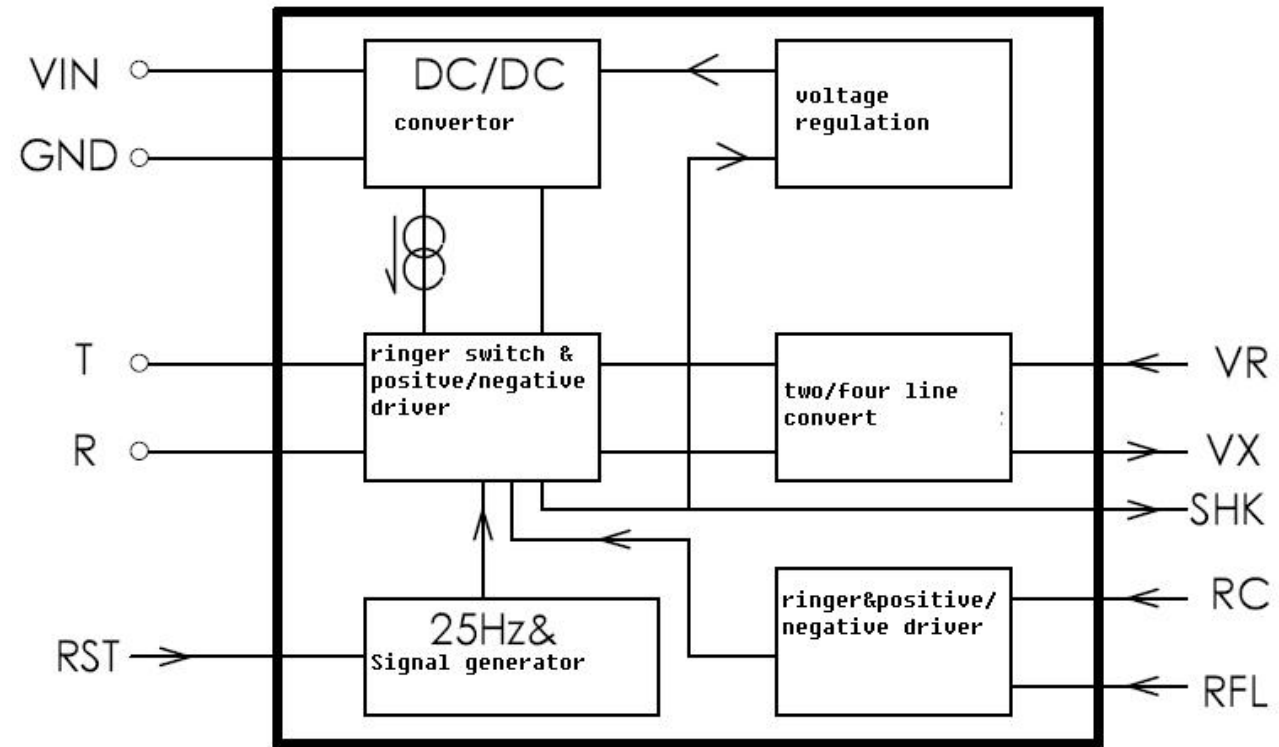 VIN
DC/DC
convertor
voltage
regulation
GND
T
ringer switch &
positve/negative
driver
two/four line
convert
VR
R
VX
SHK
25Hz&
Signal generator
ringer&positive/
negative driver
RC
RST
RFL